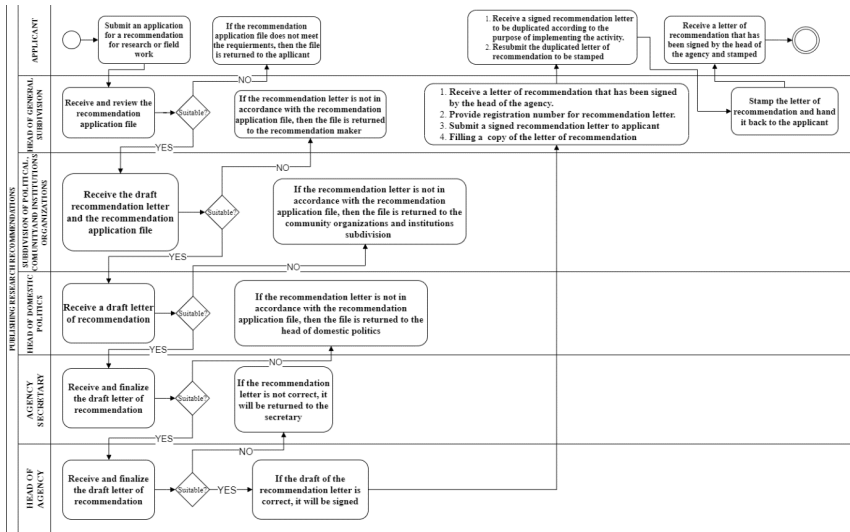 PUBLISHING RESEARCH RECOMMENDATIONS
APPLICANT
Submit an application
for a recommendation
for research or field
work
If the recommendation
application file does not meet
the requierments, then the file
is returned to the apllicant
1. Receive a signed recommendation letter
to be duplicated according to the
purpose of implementing the activity.
2. Resubmit the duplicated letter of
recommendation to be stamped
Receive a letter of
recommendation that has
been signed by the head of
the agency and stamped
HEAD OF GENERAL
SUBDIVISION
Receive and review the
recommendation
application file
Suitable?
NO
YES
If the recommendation letter is not in
accordance with the recommendation
application file, then the file is returned
to the recommendation maker
1. Receive a letter of recommendation that has been signed
by the head of the agency.
2. Provide registration number for recommendation letter.
3. Submit a signed recommendation letter to applicant
4. Filling a copy of the letter of recommendation
Stamp the letter of
recommendation and hand
it back to the applicant
SUBDIVISION OF POLITICAL,
COMUNITYAND INSTITUTIONS
ORGANIZATIONS
Receive the draft
recommendation letter
and the recommendation
application file
Suitable?
NO
YES
If the recommendation letter is not in
accordance with the recommendation
application file, then the file is returned to the
community organizations and institutions
subdivision
HEAD OF DOMESTIC
POLITICS
Receive a draft letter
of recommendation
Suitable?
NO
YES
If the recommendation letter is not in
accordance with the recommendation
application file, then the file is returned to the
head of domestic politics
AGENCY
SECRETARY
Receive and finalize
the draft letter of
recommendation
Suitable?
NO
YES
If the recommendation
letter is not correct, it
will be returned to the
secretary
HEAD OF
AGENCY
Receive and finalize
the draft letter of
recommendation
Suitable?
NO
YES
If the draft of the
recommendation letter is
correct, it will be signed